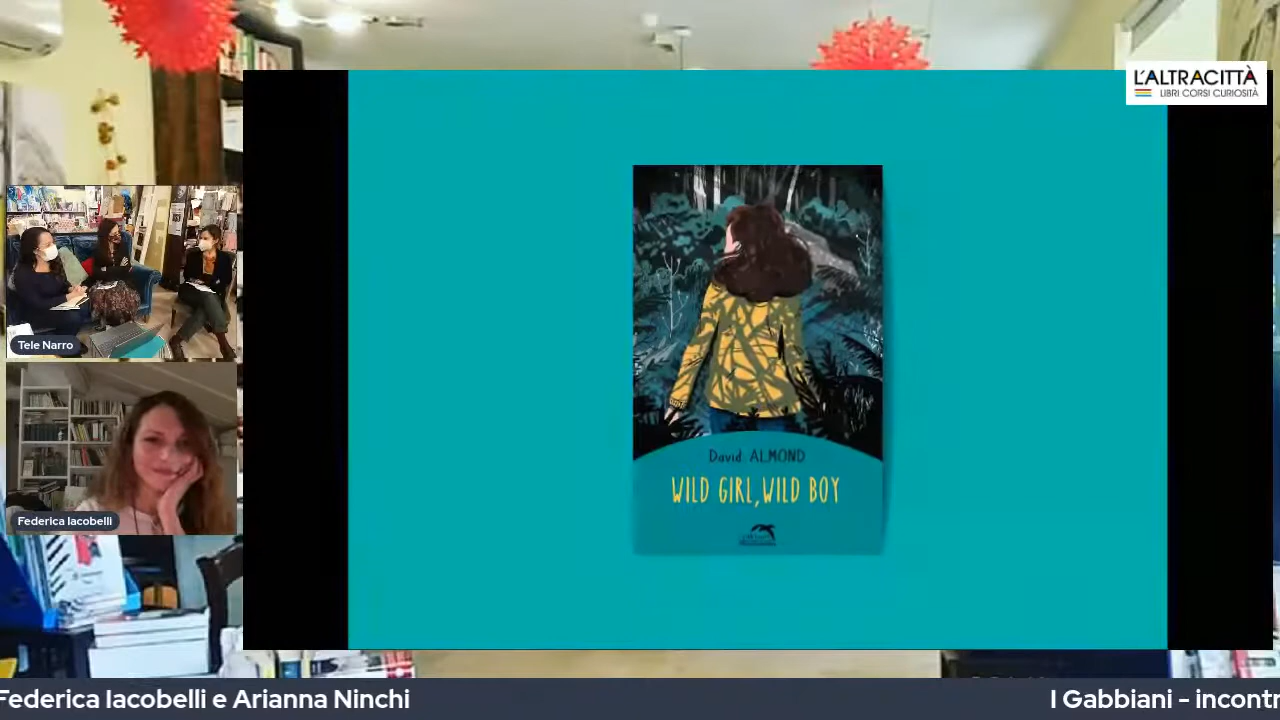 L'ALTRACITTÀ
LIBRI CORSI CURIOSITÀ
Tele Narro
Federica Iacobelli
David ALMOND
WILD GIRL, WILD BOY
Federica Iacobelli e Arianna Ninchi
I Gabbiani - incontr